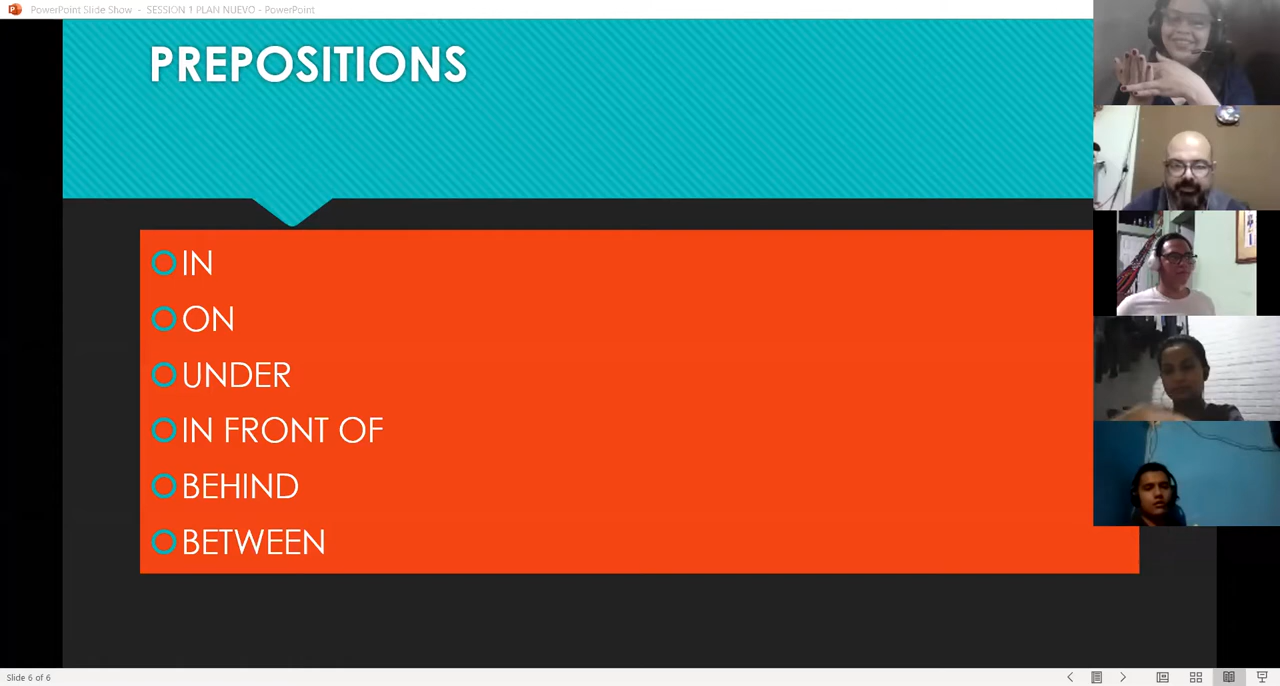 PowerPoint Slide Show - SESSION 1 PLAN NUEVO - PowerPoint
PREPOSITIONS
IN
ON
UNDER
IN FRONT OF
BEHIND
BETWEEN
Slide 6 of 6